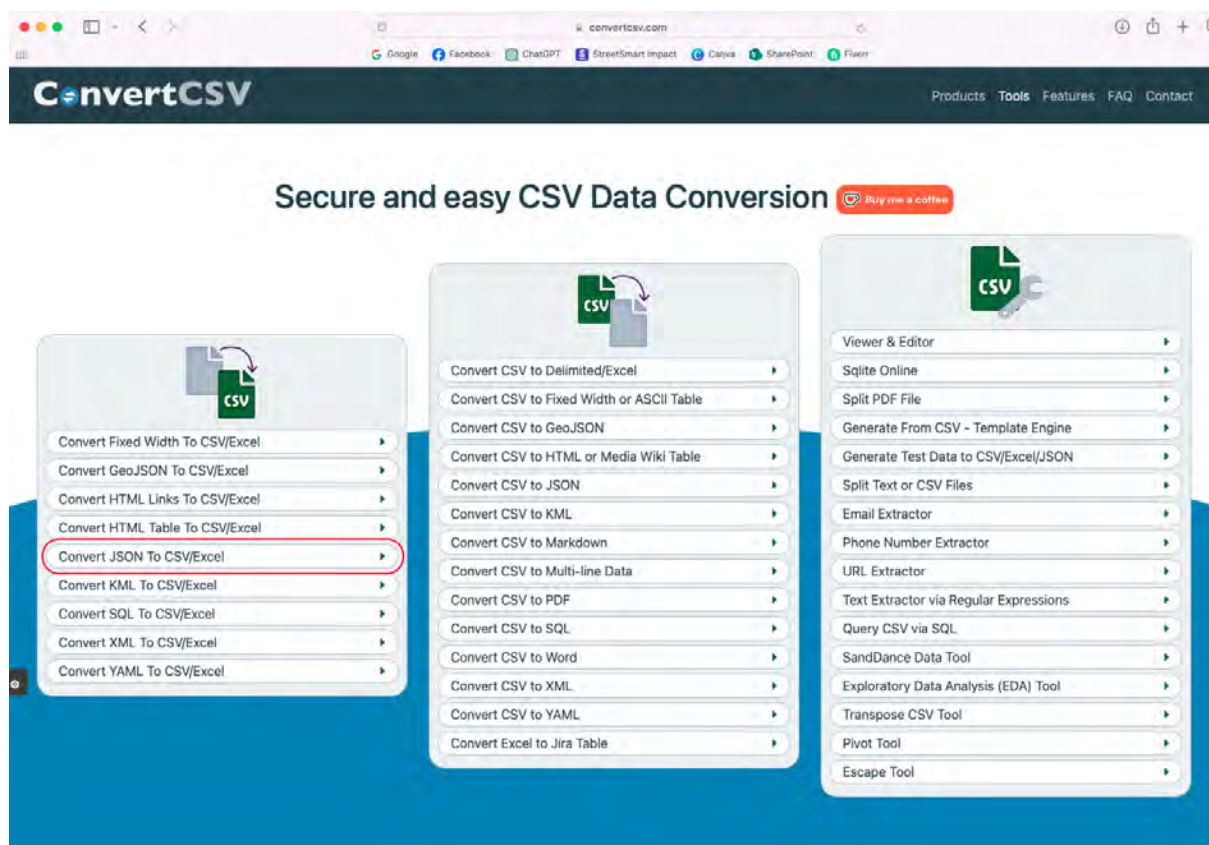 convertcsv.com
Google Facebook ChatGPT StreetSmart Impact Canva SharePoint Fiverr
ConvertCSV
Products Tools Features FAQ Contact
Secure and easy CSV Data Conversion
Buy me a coffee
CSV
Convert Fixed Width To CSV/Excel
Convert GeoJSON To CSV/Excel
Convert HTML Links To CSV/Excel
Convert HTML Table To CSV/Excel
Convert JSON To CSV/Excel
Convert KML To CSV/Excel
Convert SQL To CSV/Excel
Convert XML To CSV/Excel
Convert YAML To CSV/Excel
CSV
Convert CSV to Delimited/Excel
Convert CSV to Fixed Width or ASCII Table
Convert CSV to GeoJSON
Convert CSV to HTML or Media Wiki Table
Convert CSV to JSON
Convert CSV to KML
Convert CSV to Markdown
Convert CSV to Multi-line Data
Convert CSV to PDF
Convert CSV to SQL
Convert CSV to Word
Convert CSV to XML
Convert CSV to YAML
Convert Excel to Jira Table
CSV
Viewer & Editor
Sqlite Online
Split PDF File
Generate From CSV - Template Engine
Generate Test Data to CSV/Excel/JSON
Split Text or CSV Files
Email Extractor
Phone Number Extractor
URL Extractor
Text Extractor via Regular Expressions
Query CSV via SQL
SandDance Data Tool
Exploratory Data Analysis (EDA) Tool
Transpose CSV Tool
Pivot Tool
Escape Tool